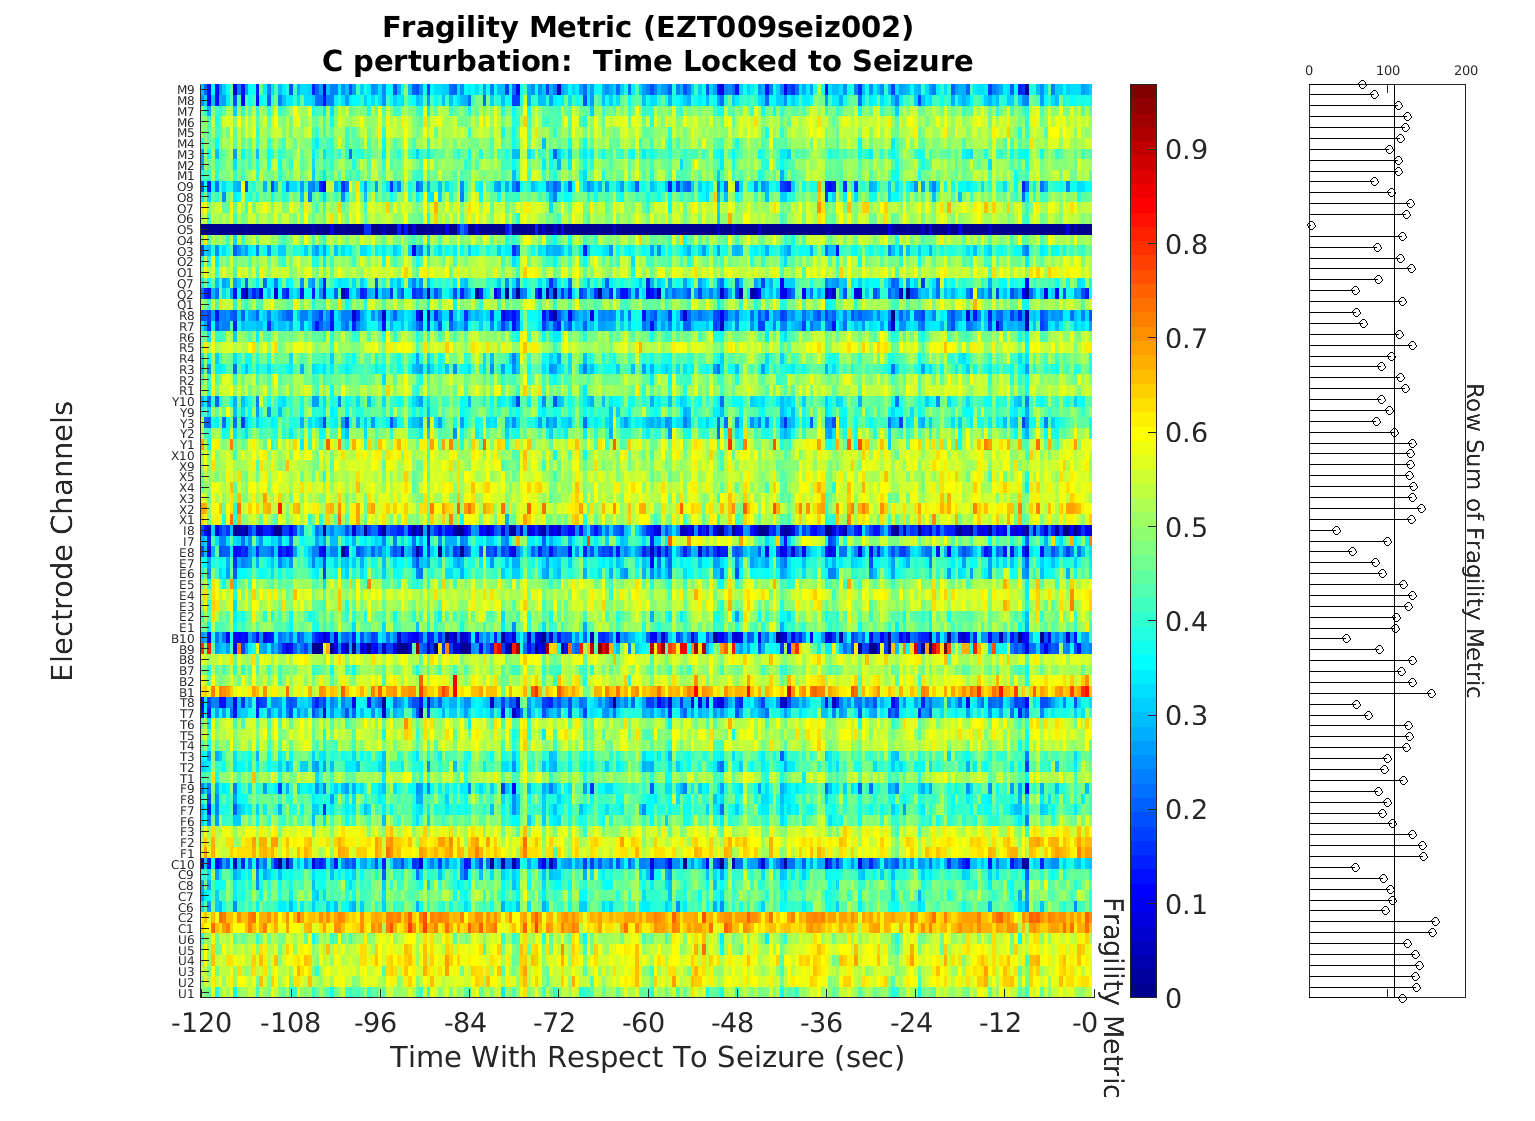 Fragility Metric (EZT009seiz002)
C perturbation:  Time Locked to Seizure
Electrode Channels
M9
M8
M7
M6
M5
M4
M3
M2
M1
O9
O8
O7
O6
O5
O4
O3
O2
O1
Q7
Q2
Q1
R8
R7
R6
R5
R4
R3
R2
R1
Y10
Y9
Y3
Y2
Y1
X10
X9
X5
X4
X3
X2
X1
I8
I7
E8
E7
E6
E5
E4
E3
E2
E1
B10
B9
B8
B7
B2
B1
T8
T7
T6
T5
T4
T3
T2
T1
F9
F8
F7
F6
F3
F2
F1
C10
C9
C8
C7
C6
C2
C1
U6
U5
U4
U3
U2
U1
-120 -108 -96 -84 -72 -60 -48 -36 -24 -12 -0
Time With Respect To Seizure (sec)
0.9
0.8
0.7
0.6
0.5
0.4
0.3
0.2
0.1
0
Fragility Metric
0 100 200
Row Sum of Fragility Metric